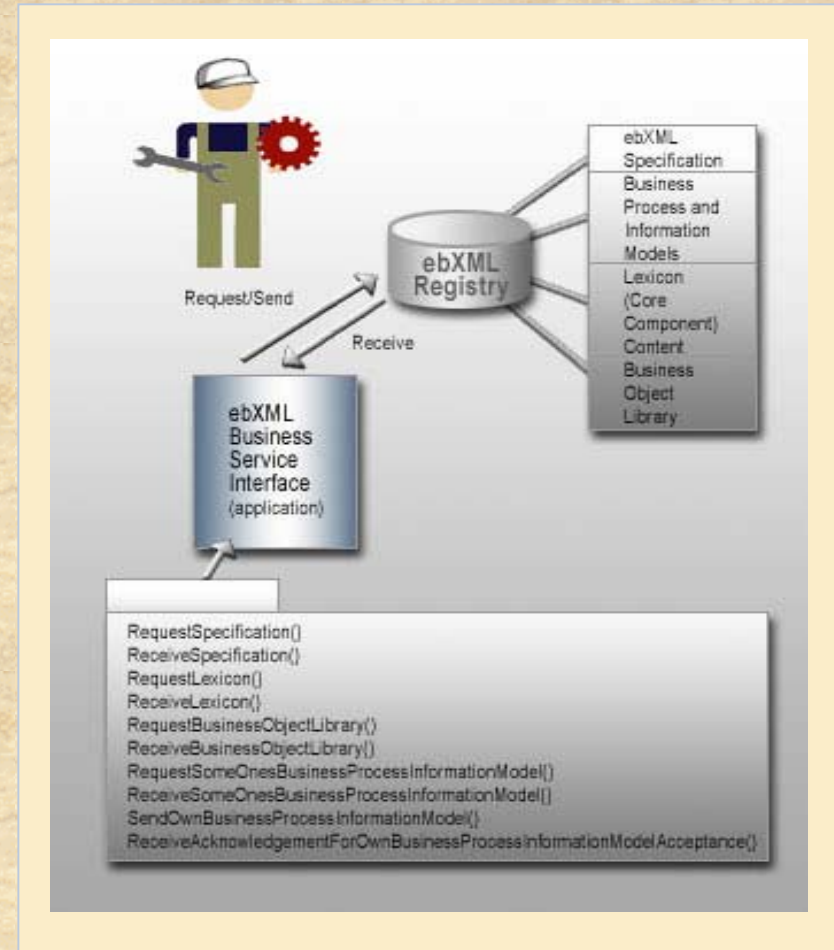 ebXML
Specification
Business
Process and
Information
Models
Lexicon
(Core
Component)
Content
Business
Object
Library
ebXML
Registry
Request/Send
Receive
ebXML
Business
Service
Interface
(application)
RequestSpecification()
ReceiveSpecification()
RequestLexicon()
ReceiveLexicon()
RequestBusinessObjectLibrary()
ReceiveBusinessObjectLibrary()
RequestSomeOnesBusinessProcessInformationModel()
ReceiveSomeOnesBusinessProcessInformationModel()
SendOwnBusinessProcessInformationModel()
ReceiveAcknowledgementForOwnBusinessProcessInformationModelAcceptance()